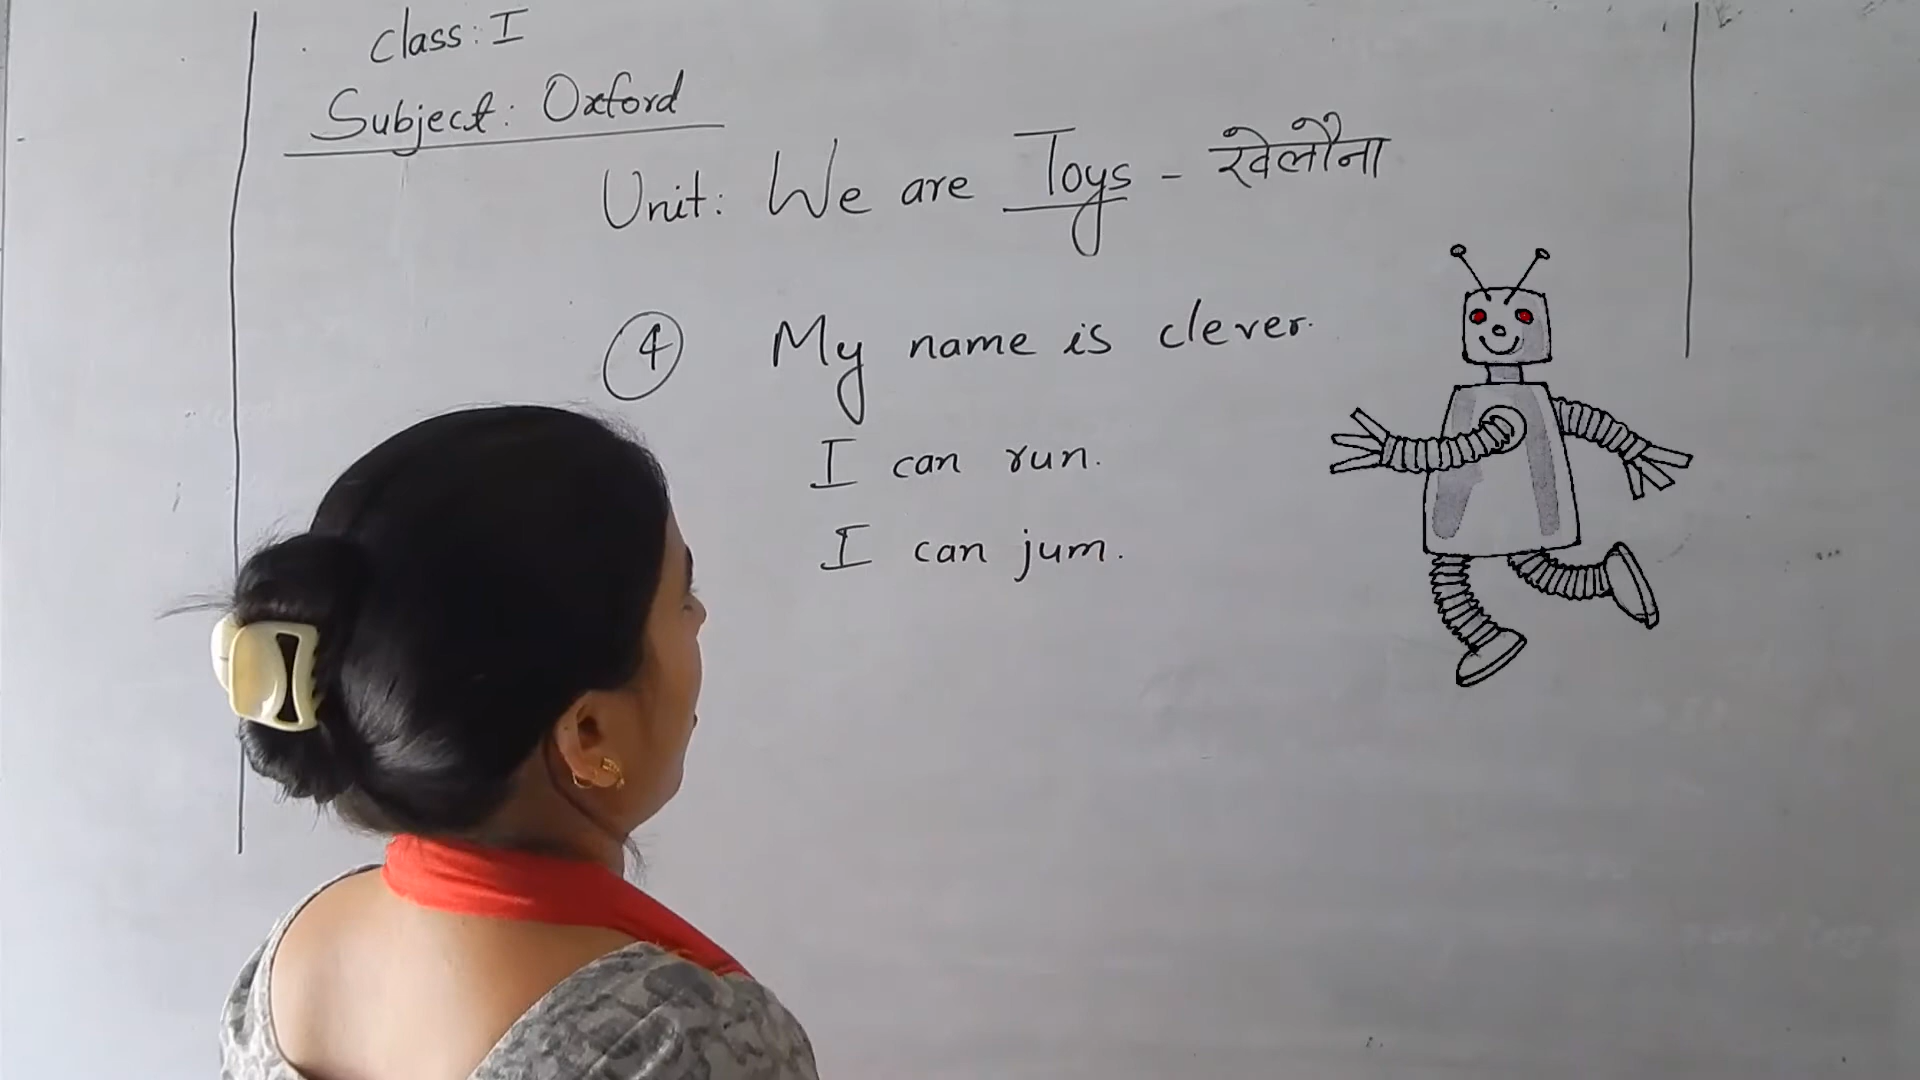 Class: I
Subject: Oxford
Unit: We are Toys - खेलौना
4 My name is clever.
I can run.
I can jum.